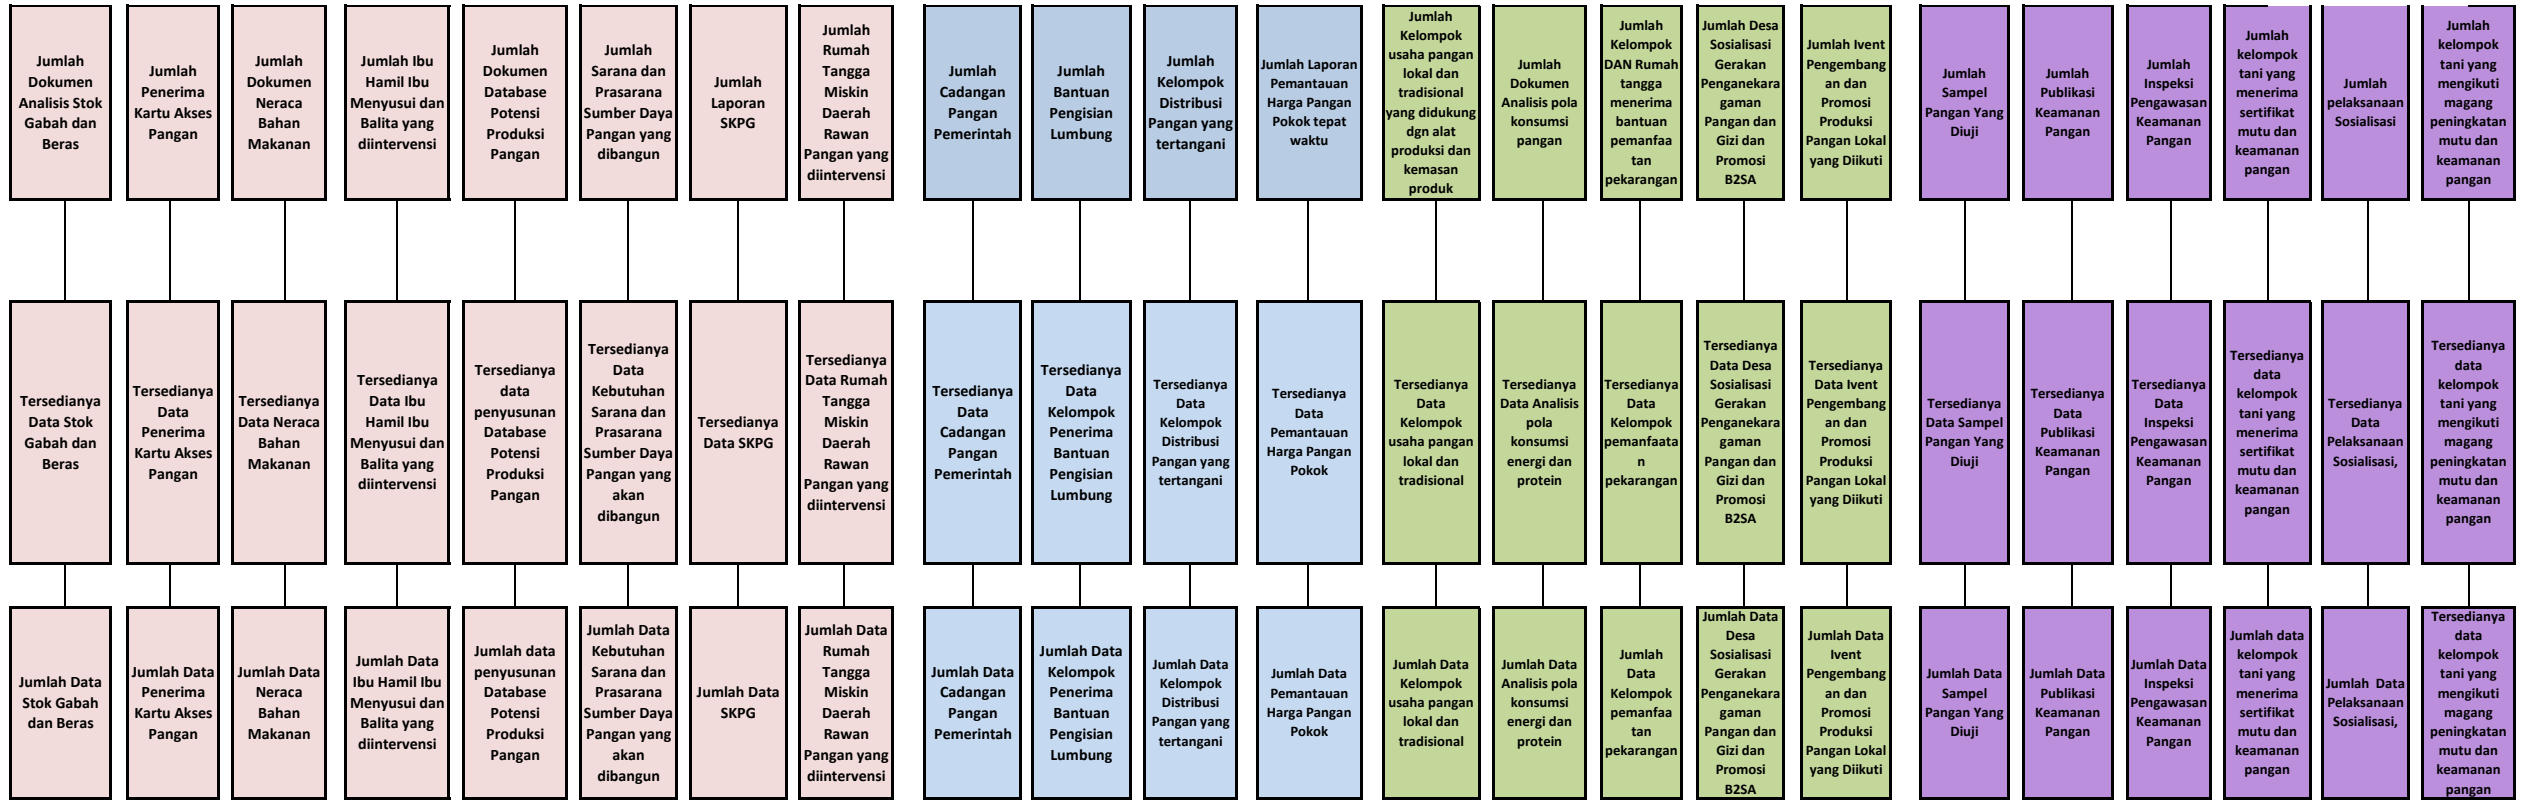 Jumlah
Dokumen
Analisis Stok
Gabah dan
Beras
Jumlah
Penerima
Kartu Akses
Pangan
Jumlah
Dokumen
Neraca
Bahan
Makanan
Jumlah Ibu
Hamil Ibu
Menyusui dan
Balita yang
diintervensi
Jumlah
Dokumen
Database
Potensi
Produksi
Pangan
Jumlah
Sarana dan
Prasarana
Sumber Daya
Pangan yang
dibangun
Jumlah
Laporan
SKPG
Jumlah
Rumah
Tangga
Miskin
Daerah
Rawan
Pangan yang
diintervensi
Jumlah
Cadangan
Pangan
Pemerintah
Jumlah
Bantuan
Pengisian
Lumbung
Jumlah
Kelompok
Distribusi
Pangan yang
tertangani
Jumlah Laporan
Pemantauan
Harga Pangan
Pokok tepat
waktu
Jumlah
Kelompok
usaha pangan
lokal dan
tradisional
yang didukung
dgn alat
produksi dan
kemasan
produk
Jumlah
Dokumen
Analisis pola
konsumsi
pangan
Jumlah
Kelompok
DAN Rumah
tangga
menerima
bantuan
pemanfaa
tan
pekarangan
Jumlah Desa
Sosialisasi
Gerakan
Penganekara
gaman
Pangan dan
Gizi dan
Promosi
B2SA
Jumlah Ivent
Pengembang
an dan
Promosi
Produksi
Pangan Lokal
yang Diikuti
Jumlah
Sampel
Pangan Yang
Diuji
Jumlah
Publikasi
Keamanan
Pangan
Jumlah
Inspeksi
Pengawasan
Keamanan
Pangan
Jumlah
kelompok
tani yang
menerima
sertifikat
mutu dan
keamanan
pangan
Jumlah
pelaksanaan
Sosialisasi
Jumlah
kelompok
tani yang
mengikuti
magang
peningkatan
mutu dan
keamanan
pangan
Tersedianya
Data Stok
Gabah dan
Beras
Tersedianya
Data
Penerima
Kartu Akses
Pangan
Tersedianya
Data Neraca
Bahan
Makanan
Tersedianya
Data Ibu
Hamil Ibu
Menyusui dan
Balita yang
diintervensi
Tersedianya
data
penyusunan
Database
Potensi
Produksi
Pangan
Tersedianya
Data
Kebutuhan
Sarana dan
Prasarana
Sumber Daya
Pangan yang
akan
dibangun
Tersedianya
Data SKPG
Tersedianya
Data Rumah
Tangga
Miskin
Daerah
Rawan
Pangan yang
diintervensi
Tersedianya
Data
Cadangan
Pangan
Pemerintah
Tersedianya
Data
Kelompok
Penerima
Bantuan
Pengisian
Lumbung
Tersedianya
Data
Kelompok
Distribusi
Pangan yang
tertangani
Tersedianya
Data
Pemantauan
Harga Pangan
Pokok
Tersedianya
Data
Kelompok
usaha pangan
lokal dan
tradisional
Tersedianya
Data Analisis
pola
konsumsi
energi dan
protein
Tersedianya
Data
Kelompok
pemanfaata
n
pekarangan
Tersedianya
Data Desa
Sosialisasi
Gerakan
Penganekara
gaman
Pangan dan
Gizi dan
Promosi
B2SA
Tersedianya
Data Ivent
Pengembang
an dan
Promosi
Produksi
Pangan Lokal
yang Diikuti
Tersedianya
Data Sampel
Pangan Yang
Diuji
Tersedianya
Data
Publikasi
Keamanan
Pangan
Tersedianya
Data
Inspeksi
Pengawasan
Keamanan
Pangan
Tersedianya
data
kelompok
tani yang
menerima
sertifikat
mutu dan
keamanan
pangan
Tersedianya
Data
Pelaksanaan
Sosialisasi,
Tersedianya
data
kelompok
tani yang
mengikuti
magang
peningkatan
mutu dan
keamanan
pangan
Jumlah Data
Stok Gabah
dan Beras
Jumlah Data
Penerima
Kartu Akses
Pangan
Jumlah Data
Neraca
Bahan
Makanan
Jumlah Data
Ibu Hamil Ibu
Menyusui dan
Balita yang
diintervensi
Jumlah data
penyusunan
Database
Potensi
Produksi
Pangan
Jumlah Data
Kebutuhan
Sarana dan
Prasarana
Sumber Daya
Pangan yang
akan
dibangun
Jumlah Data
SKPG
Jumlah Data
Rumah
Tangga
Miskin
Daerah
Rawan
Pangan yang
diintervensi
Jumlah Data
Cadangan
Pangan
Pemerintah
Jumlah Data
Kelompok
Penerima
Bantuan
Pengisian
Lumbung
Jumlah Data
Kelompok
Distribusi
Pangan yang
tertangani
Jumlah Data
Pemantauan
Harga Pangan
Pokok
Jumlah Data
Kelompok
usaha pangan
lokal dan
tradisional
Jumlah Data
Analisis pola
konsumsi
energi dan
protein
Jumlah
Data
Kelompok
pemanfaa
tan
pekarangan
Jumlah Data
Desa
Sosialisasi
Gerakan
Penganekara
gaman
Pangan dan
Gizi dan
Promosi
B2SA
Jumlah Data
Ivent
Pengembang
an dan
Promosi
Produksi
Pangan Lokal
yang Diikuti
Jumlah Data
Sampel
Pangan Yang
Diuji
Jumlah Data
Publikasi
Keamanan
Pangan
Jumlah Data
Inspeksi
Pengawasan
Keamanan
Pangan
Jumlah data
kelompok
tani yang
menerima
sertifikat
mutu dan
keamanan
pangan
Jumlah  Data
Pelaksanaan
Sosialisasi,
Tersedianya
data
kelompok
tani yang
mengikuti
magang
peningkatan
mutu dan
keamanan
pangan